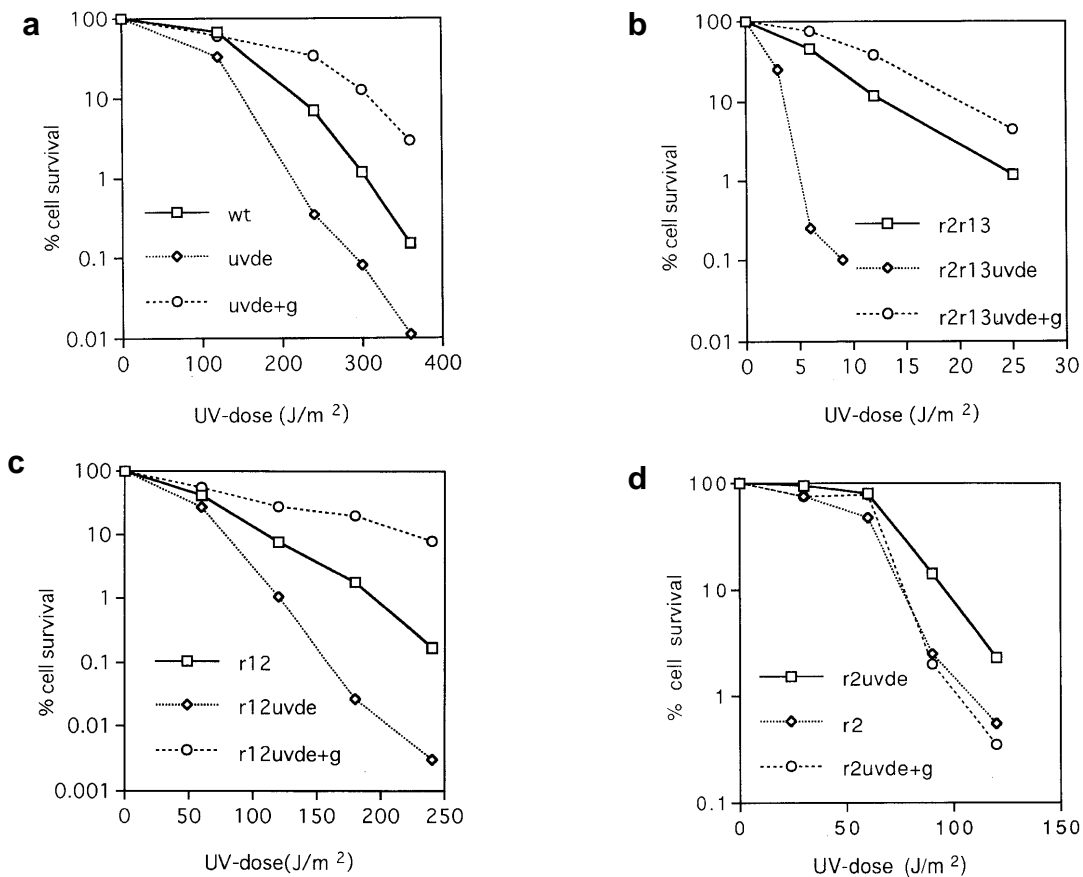 a
% cell survival
100
10
1
0.1
0.01
wt
uvde
uvde+g
0 100 200 300 400
UV-dose (J/m 2)
b
% cell survival
100
10
1
0.1
0.01
r2r13
r2r13uvde
r2r13uvde+g
0 5 10 15 20 25 30
UV-dose (J/m 2)
c
% cell survival
100
10
1
0.1
0.01
0.001
r12
r12uvde
r12uvde+g
0 50 100 150 200 250
UV-dose(J/m 2)
d
% cell survival
100
10
1
0.1
r2uvde
r2
r2uvde+g
0 50 100 150
UV-dose (J/m 2)